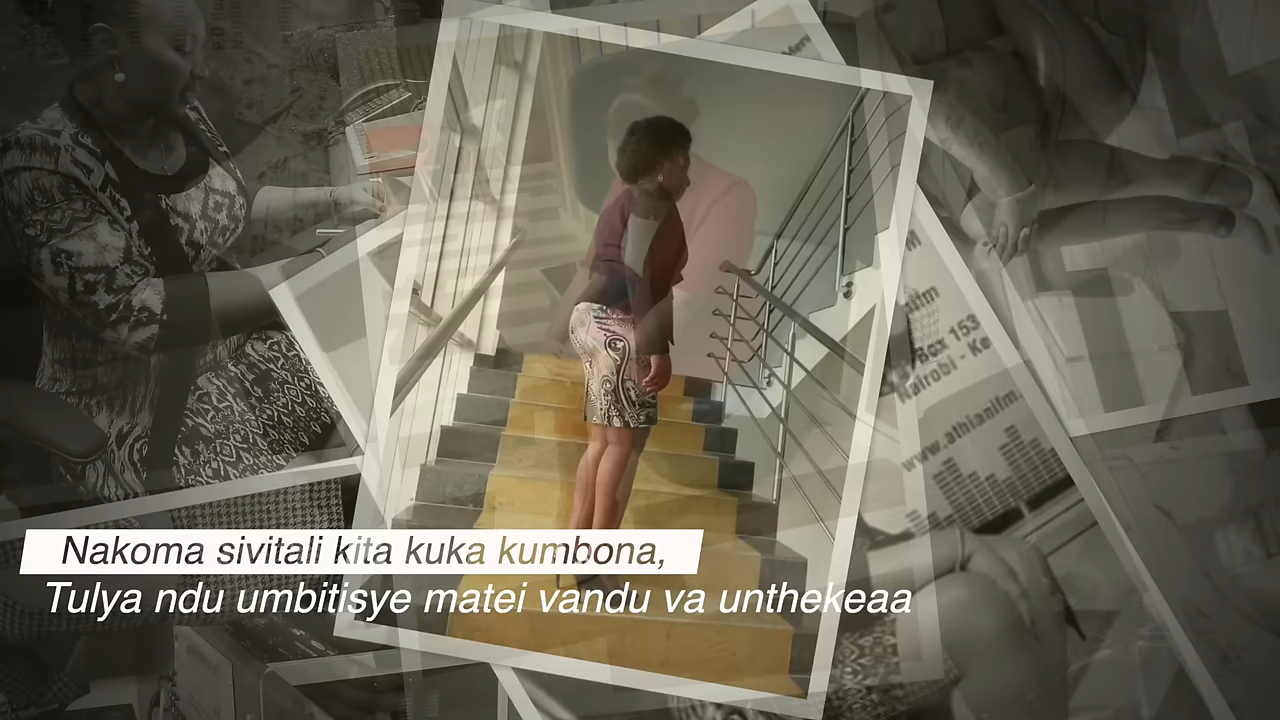 Box 153
Nairobi - Ke
www.athianifm.
Nakoma sivitali kita kuka kumbona,
Tulya ndu umbitisye matei vandu va unthekeaa